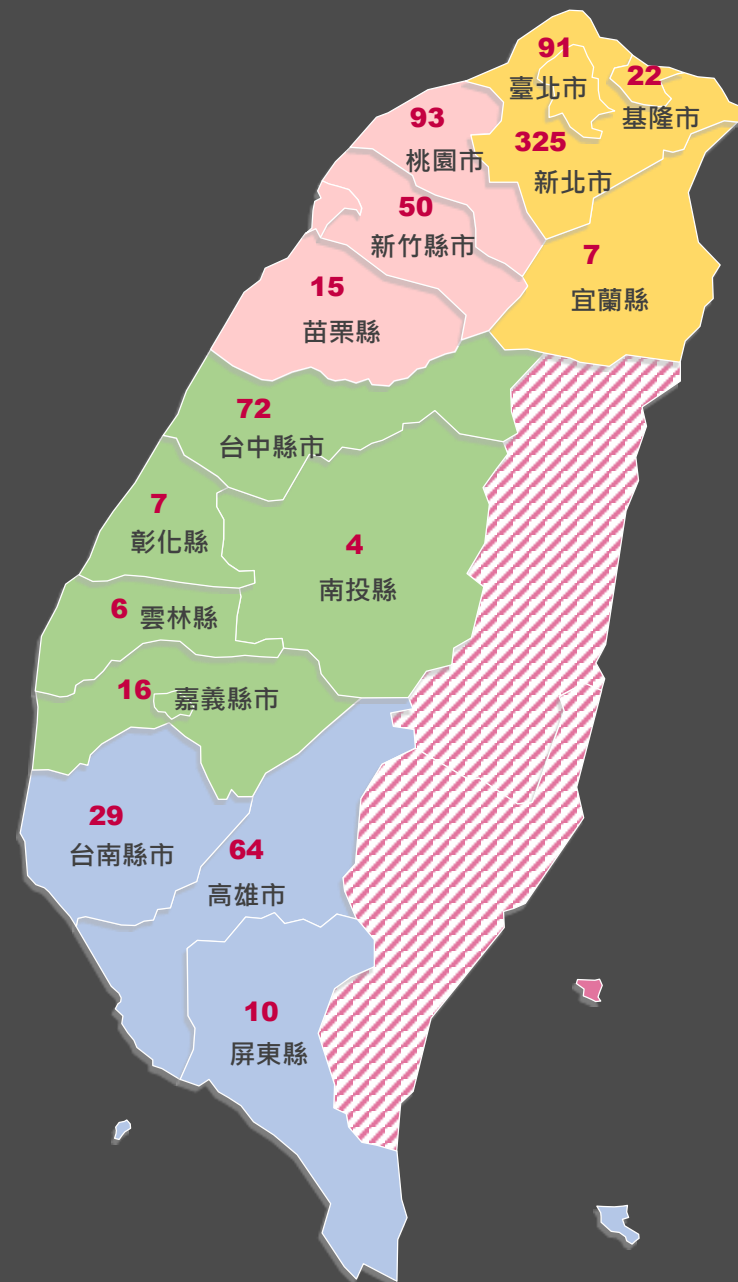 91
臺北市
22
基隆市
93
桃園市
325
新北市
50
新竹縣市
7
宜蘭縣
15
苗栗縣
72
台中縣市
7
彰化縣
4
南投縣
6 雲林縣
16 嘉義縣市
29
台南縣市
64
高雄市
10
屏東縣